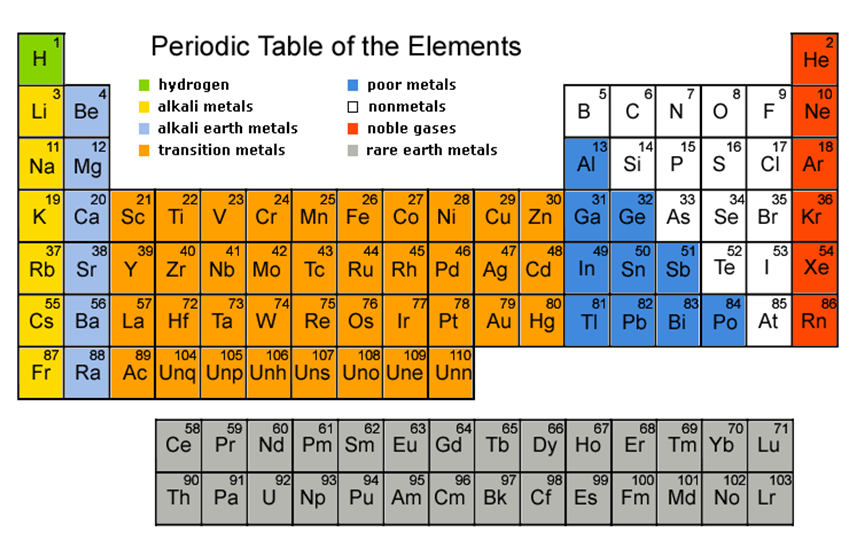 Periodic Table of the Elements
hydrogen
alkali metals
alkali earth metals
transition metals
poor metals
nonmetals
noble gases
rare earth metals
1 H 2 He
3 Li 4 Be 5 B 6 C 7 N 8 O 9 F 10 Ne
11 Na 12 Mg 13 Al 14 Si 15 P 16 S 17 Cl 18 Ar
19 K 20 Ca 21 Sc 22 Ti 23 V 24 Cr 25 Mn 26 Fe 27 Co 28 Ni 29 Cu 30 Zn 31 Ga 32 Ge 33 As 34 Se 35 Br 36 Kr
37 Rb 38 Sr 39 Y 40 Zr 41 Nb 42 Mo 43 Tc 44 Ru 45 Rh 46 Pd 47 Ag 48 Cd 49 In 50 Sn 51 Sb 52 Te 53 I 54 Xe
55 Cs 56 Ba 57 La 72 Hf 73 Ta 74 W 75 Re 76 Os 77 Ir 78 Pt 79 Au 80 Hg 81 Tl 82 Pb 83 Bi 84 Po 85 At 86 Rn
87 Fr 88 Ra 89 Ac 104 Unq 105 Unp 106 Unh 107 Uns 108 Uno 109 Une 110 Unn
58 Ce 59 Pr 60 Nd 61 Pm 62 Sm 63 Eu 64 Gd 65 Tb 66 Dy 67 Ho 68 Er 69 Tm 70 Yb 71 Lu
90 Th 91 Pa 92 U 93 Np 94 Pu 95 Am 96 Cm 97 Bk 98 Cf 99 Es 100 Fm 101 Md 102 No 103 Lr